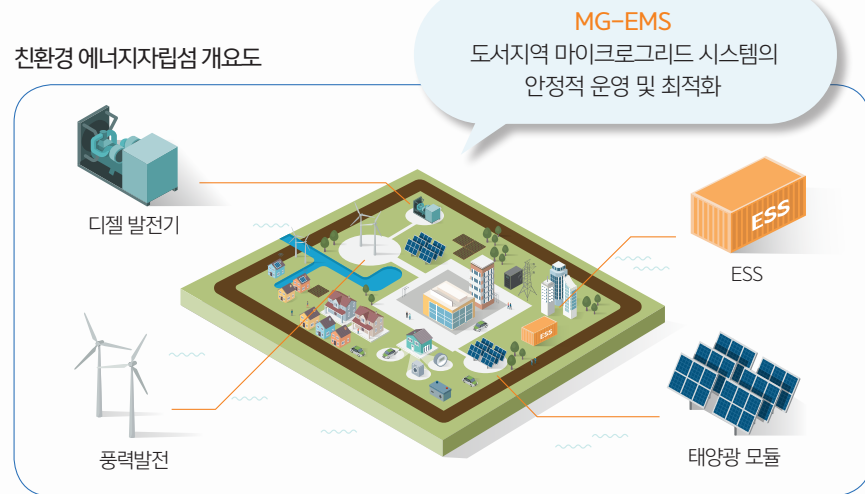 MG-EMS
도서지역 마이크로그리드 시스템의
안정적 운영 및 최적화
친환경 에너지자립섬 개요도
디젤 발전기
ESS
ESS
ESS
풍력발전
태양광 모듈